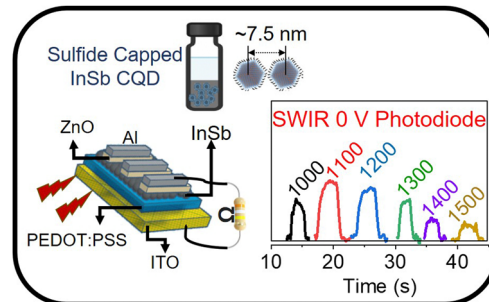 Sulfide Capped
InSb CQD
~7.5 nm
ZnO
Al
InSb
Ω
PEDOT:PSS
ITO
SWIR 0 V Photodiode
1000
1100
1200
1300
1400
1500
10 20 30 40
Time (s)